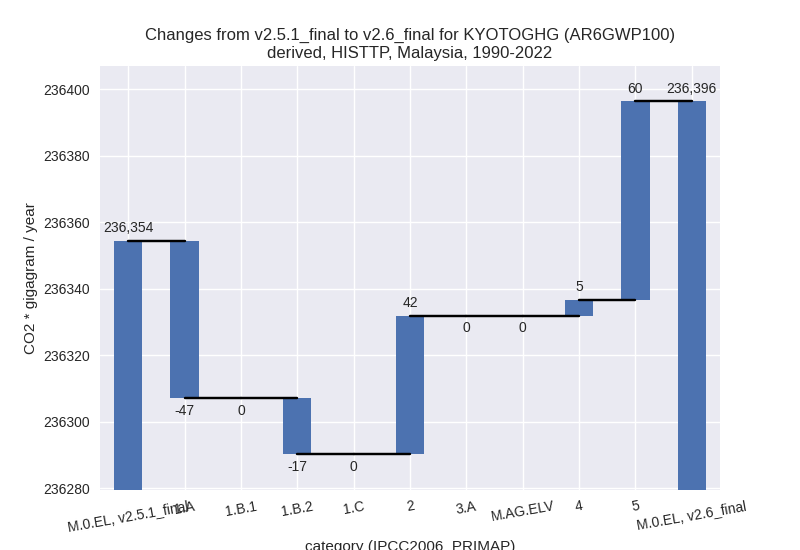 Changes from v2.5.1_final to v2.6_final for KYOTOGHG (AR6GWP100)
derived, HISTTP, Malaysia, 1990-2022
CO2 * gigagram / year
236400
236380
236360
236340
236320
236300
236280
236,354
-47
0
-17
0
42
0
0
5
60
236,396
M.0.EL, v2.5.1_final
1.A
1.B.1
1.B.2
1.C
2
3.A
M.AG.ELV
4
5
M.0.EL, v2.6_final
category (IPCC2006_PRIMAP)